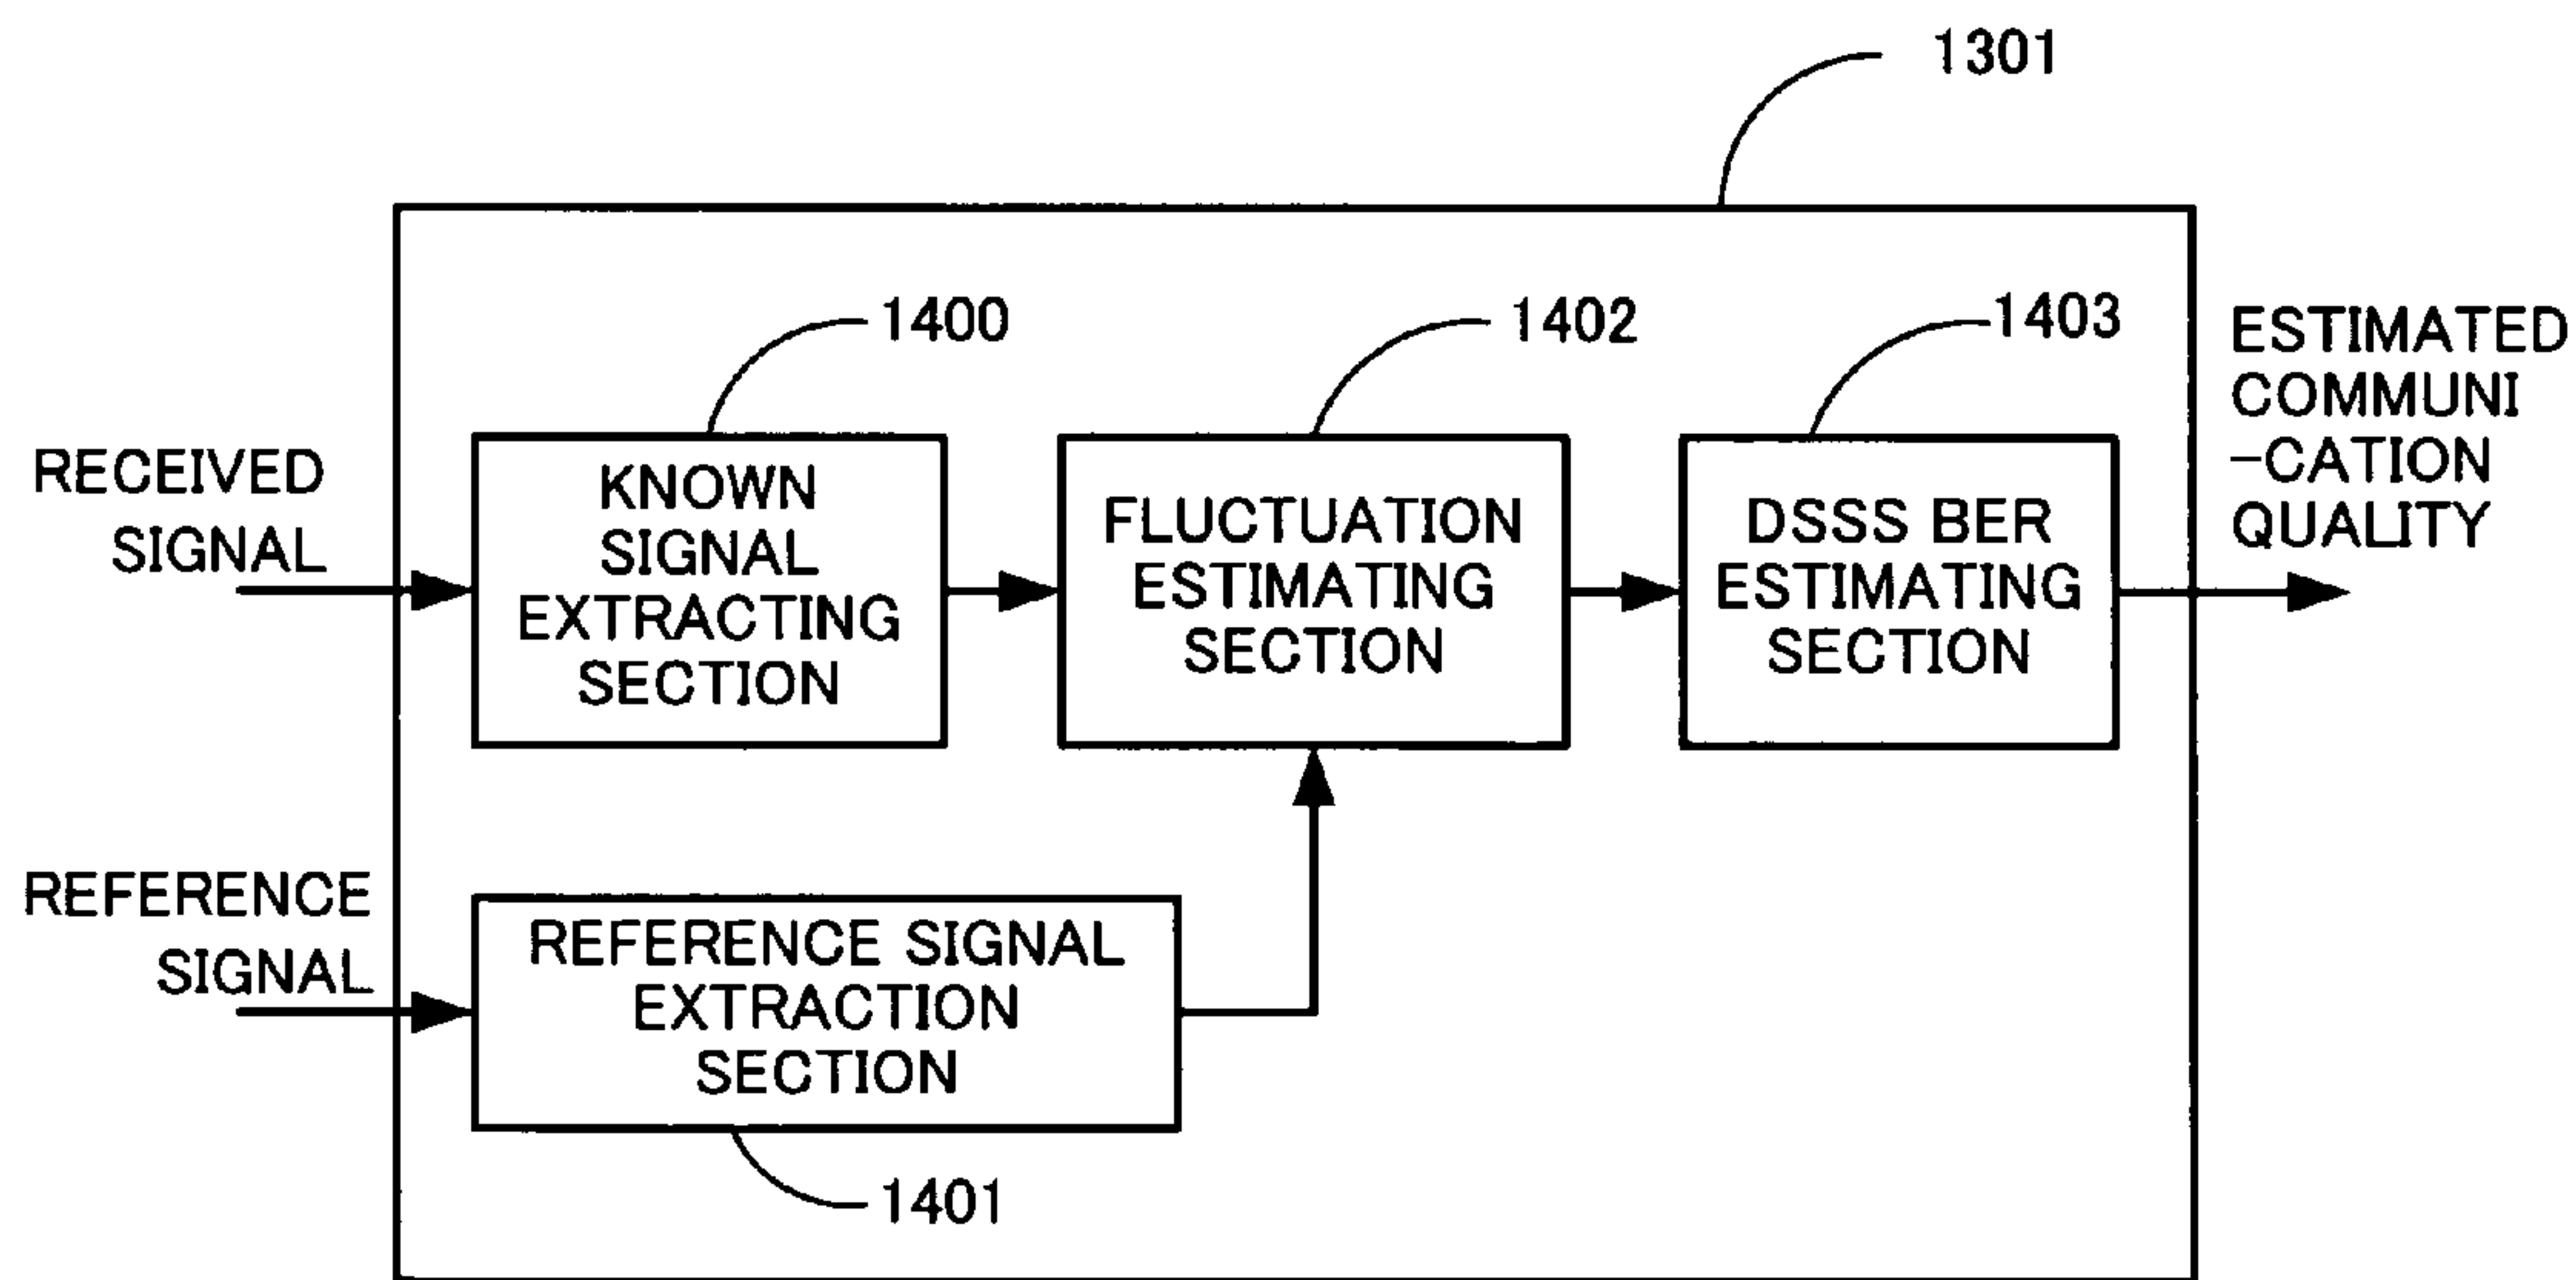 1301
1400
1402
1403
ESTIMATED
COMMUNI
-CATION
QUALITY
RECEIVED
SIGNAL
KNOWN
SIGNAL
EXTRACTING
SECTION
FLUCTUATION
ESTIMATING
SECTION
DSSS BER
ESTIMATING
SECTION
REFERENCE
SIGNAL
REFERENCE SIGNAL
EXTRACTION
SECTION
1401